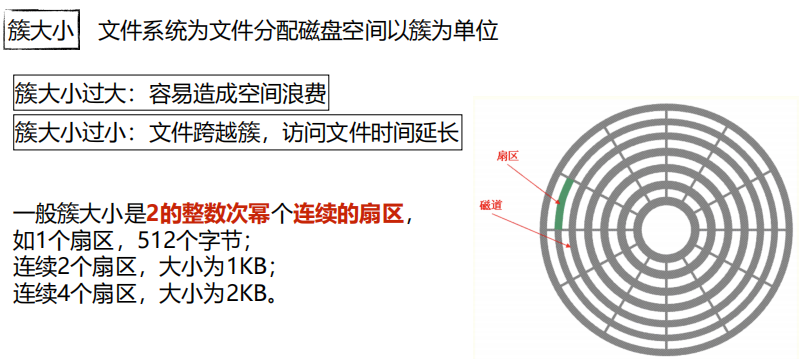 簇大小 文件系统为文件分配磁盘空间以簇为单位
簇大小过大：容易造成空间浪费
簇大小过小：文件跨越簇，访问文件时间延长
一般簇大小是2的整数次幂个连续的扇区，
如1个扇区，512个字节；
连续2个扇区，大小为1KB；
连续4个扇区，大小为2KB。
扇区
磁道